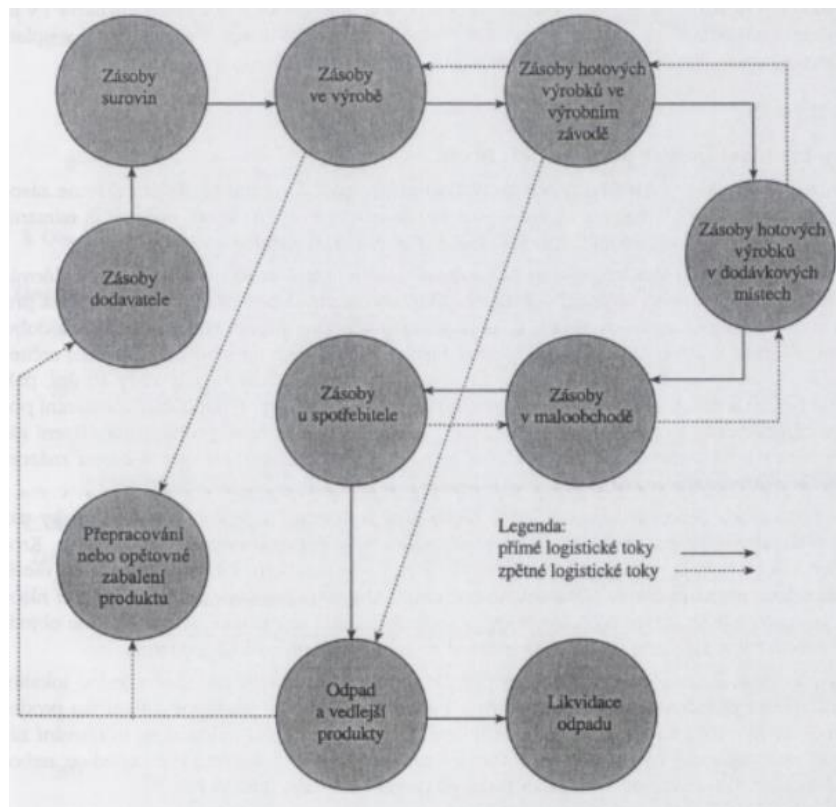 Zásoby
surovin
Zásoby
ve výrobě
Zásoby hotových
výrobků ve
výrobním
závodě
Zásoby hotových
výrobků
v dodávkových
místech
Zásoby
dodavatele
Zásoby
u spotřebitele
Zásoby
v maloobchodě
Přepracování
nebo opětovné
zabalení
produktu
Legenda:
přímé logistické toky
zpětné logistické toky
Odpad
a vedlejší
produkty
Likvidace
odpadu